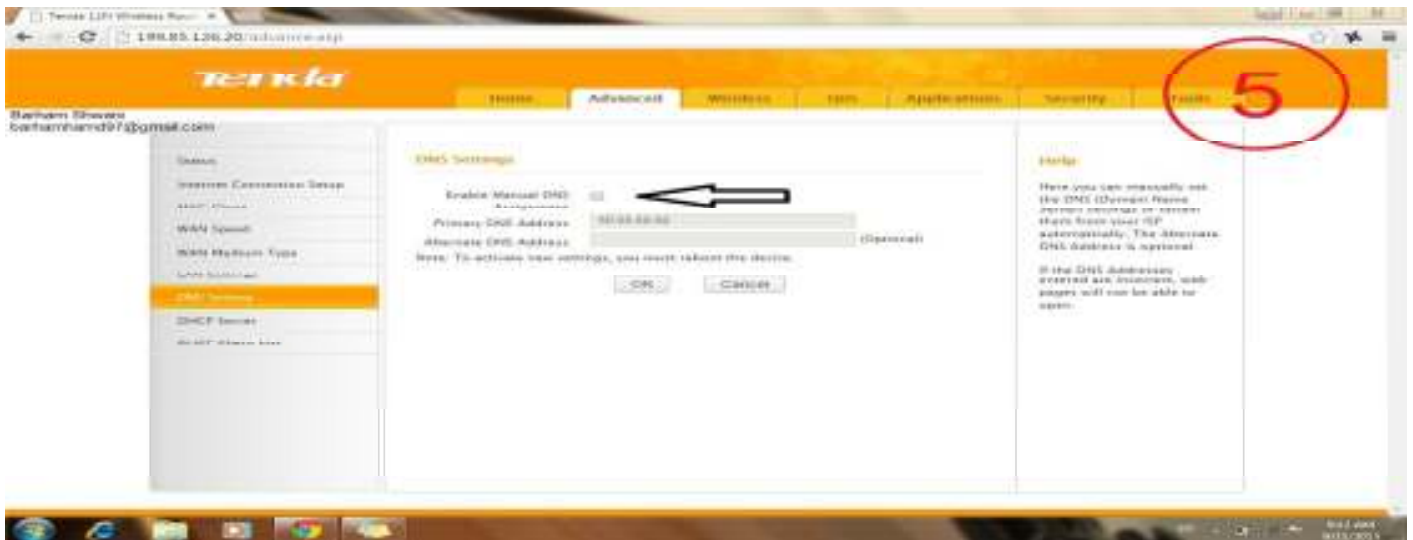 199.85.126.20/advance.asp
Tenda
5
Home
Advanced
Wireless
QoS
Applications
Security
Tools
Barham Shwani
barhamhamd97@gmail.com
Status
Internet Connection Setup
WAN Speed
WAN Medium Type
DNS Settings
DHCP Server
DNS Settings
Enable Manual DNS
Primary DNS Address
Alternate DNS Address
(Optional)
Note: To activate new settings, you must reboot the device.
OK
Cancel
Help
Here you can manually set
the DNS (Domain Name
them from your ISP
automatically. The Alternate
DNS Address is optional
If the DNS Addresses
entered are incorrect, web
pages will not be able to
open.